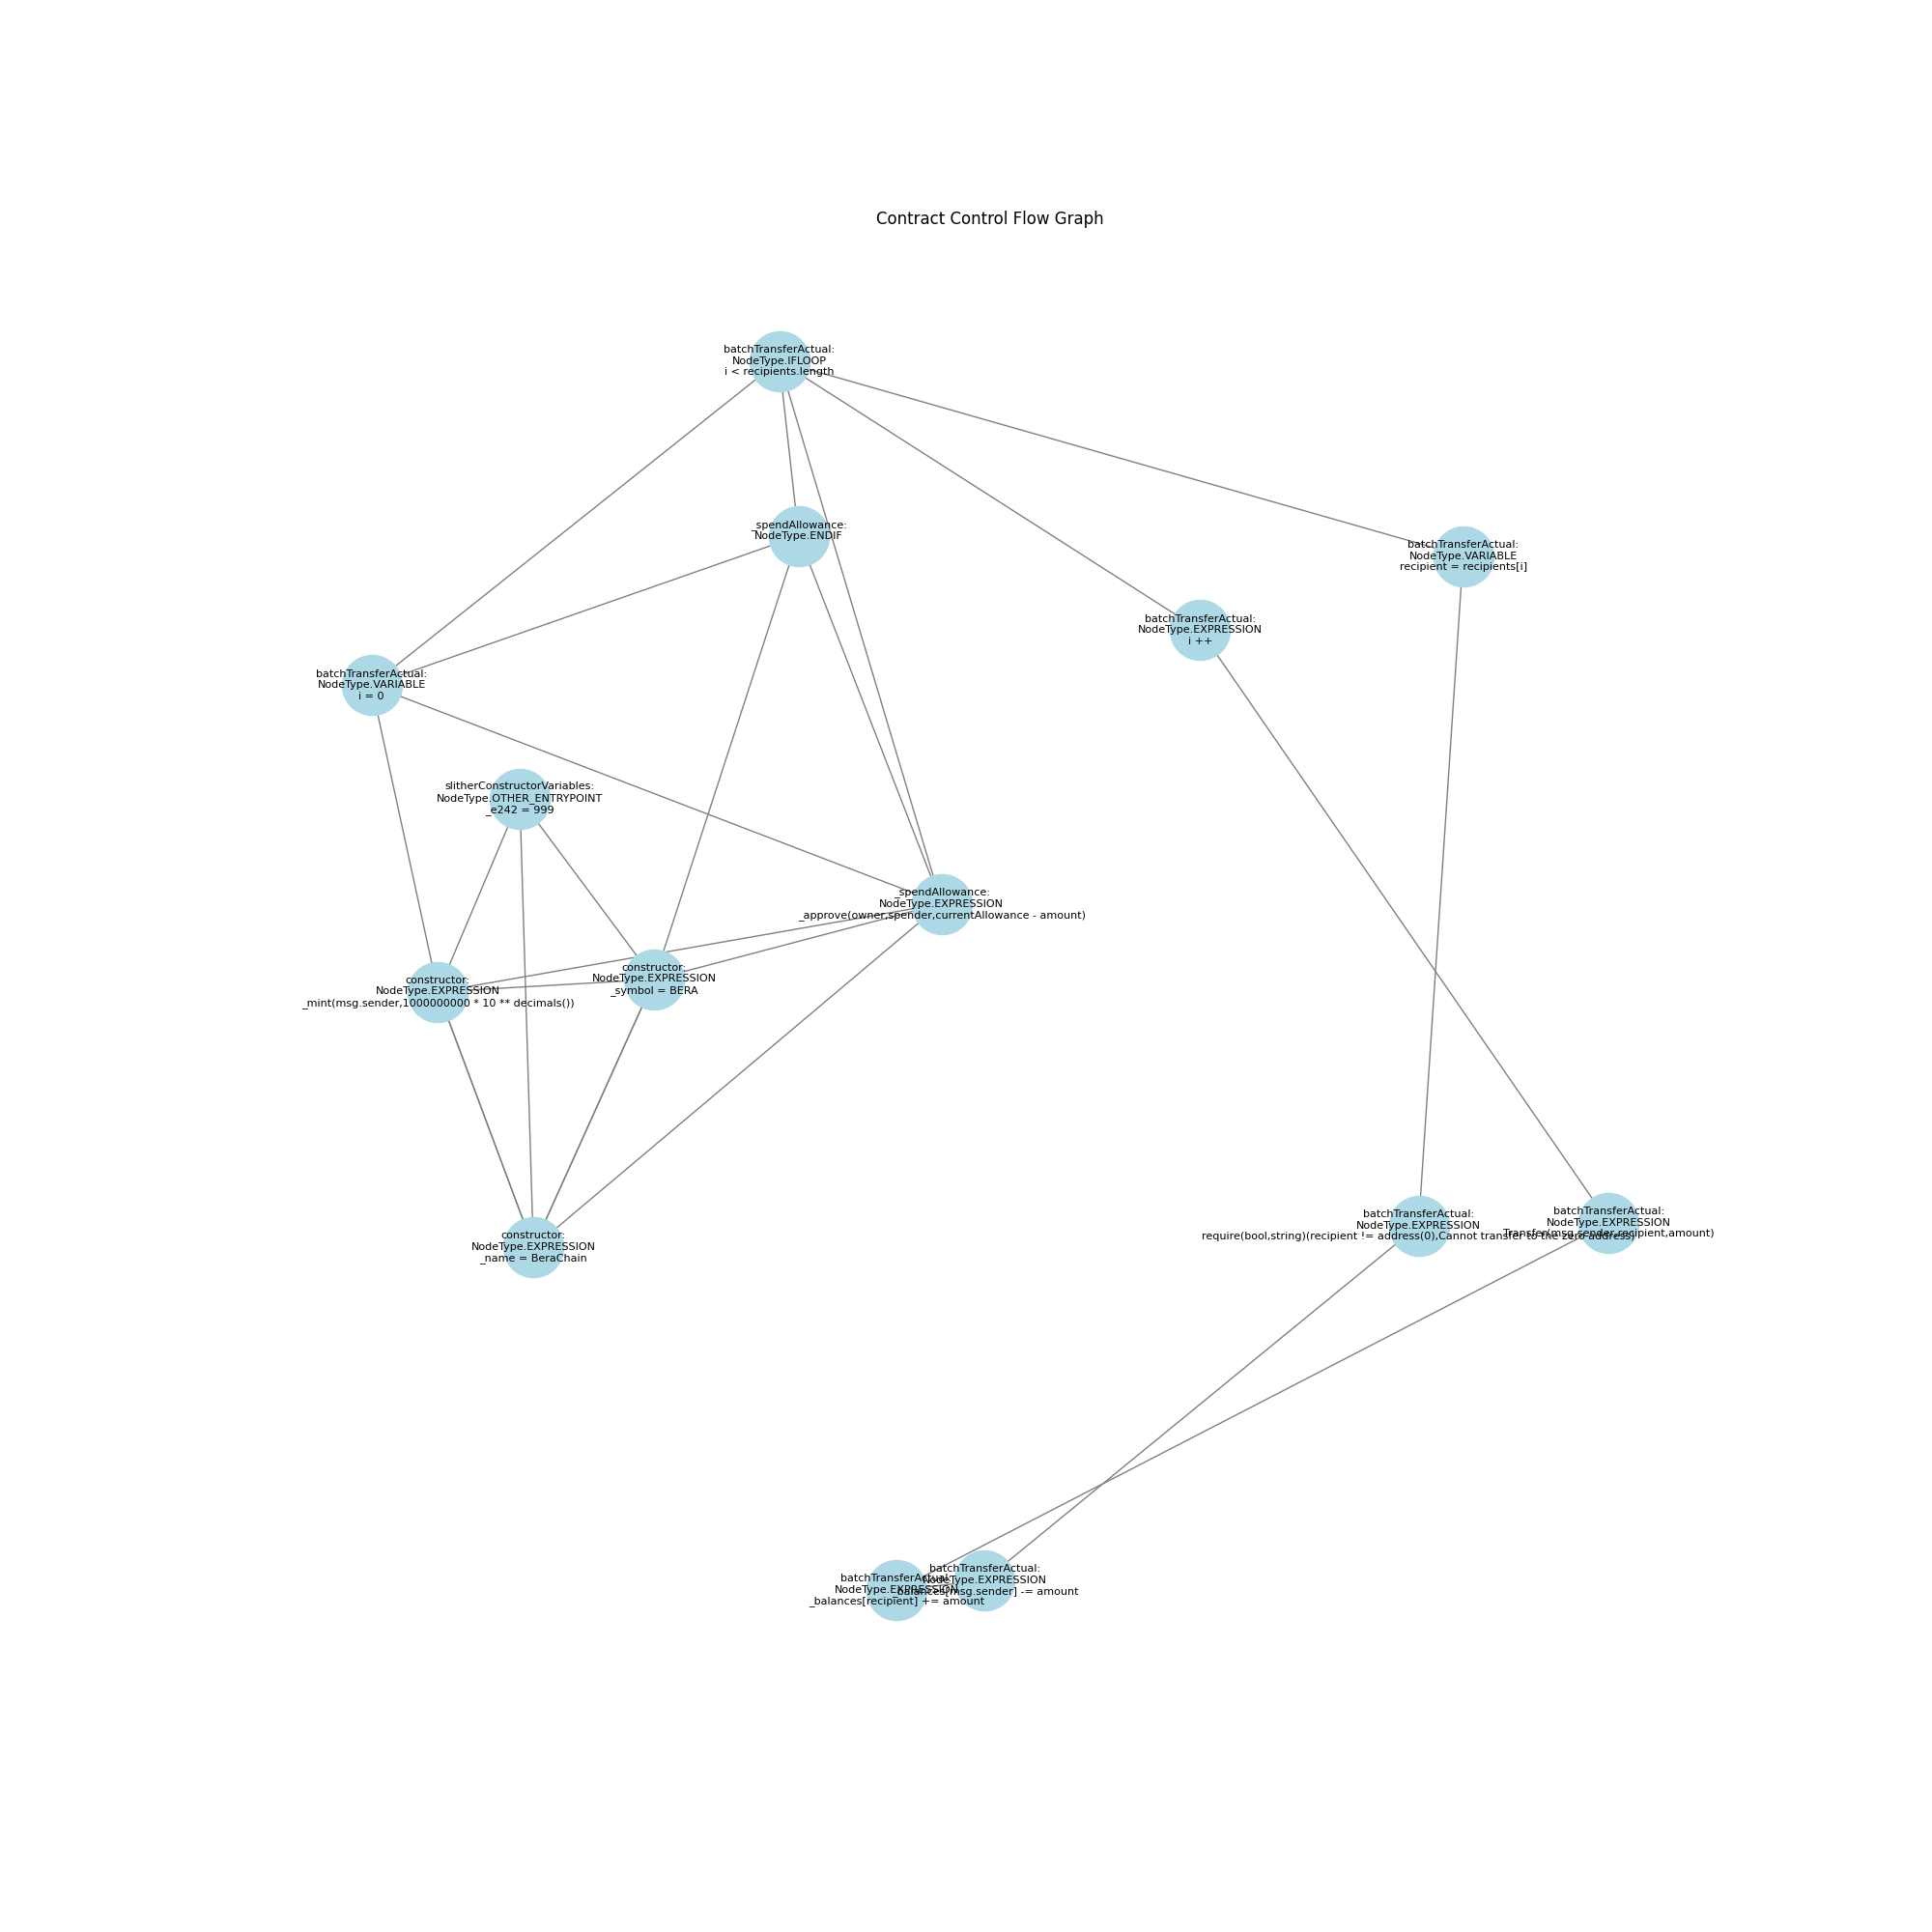 Contract Control Flow Graph
batchTransferActual:
NodeType.IFLOOP
i < recipients.length
_spendAllowance:
NodeType.ENDIF
batchTransferActual:
NodeType.VARIABLE
recipient = recipients[i]
batchTransferActual:
NodeType.EXPRESSION
i ++
batchTransferActual:
NodeType.VARIABLE
i = 0
slitherConstructorVariables:
NodeType.OTHER_ENTRYPOINT
_e242 = 999
_spendAllowance:
NodeType.EXPRESSION
_approve(owner,spender,currentAllowance - amount)
constructor:
NodeType.EXPRESSION
_symbol = BERA
constructor:
NodeType.EXPRESSION
_mint(msg.sender,1000000000 * 10 ** decimals())
constructor:
NodeType.EXPRESSION
_name = BeraChain
batchTransferActual:
NodeType.EXPRESSION
require(bool,string)(recipient != address(0),Cannot transfer to the zero address)
batchTransferActual:
NodeType.EXPRESSION
Transfer(msg.sender,recipient,amount)
batchTransferActual:
NodeType.EXPRESSION
_balances[msg.sender] -= amount
batchTransferActual:
NodeType.EXPRESSION
_balances[recipient] += amount